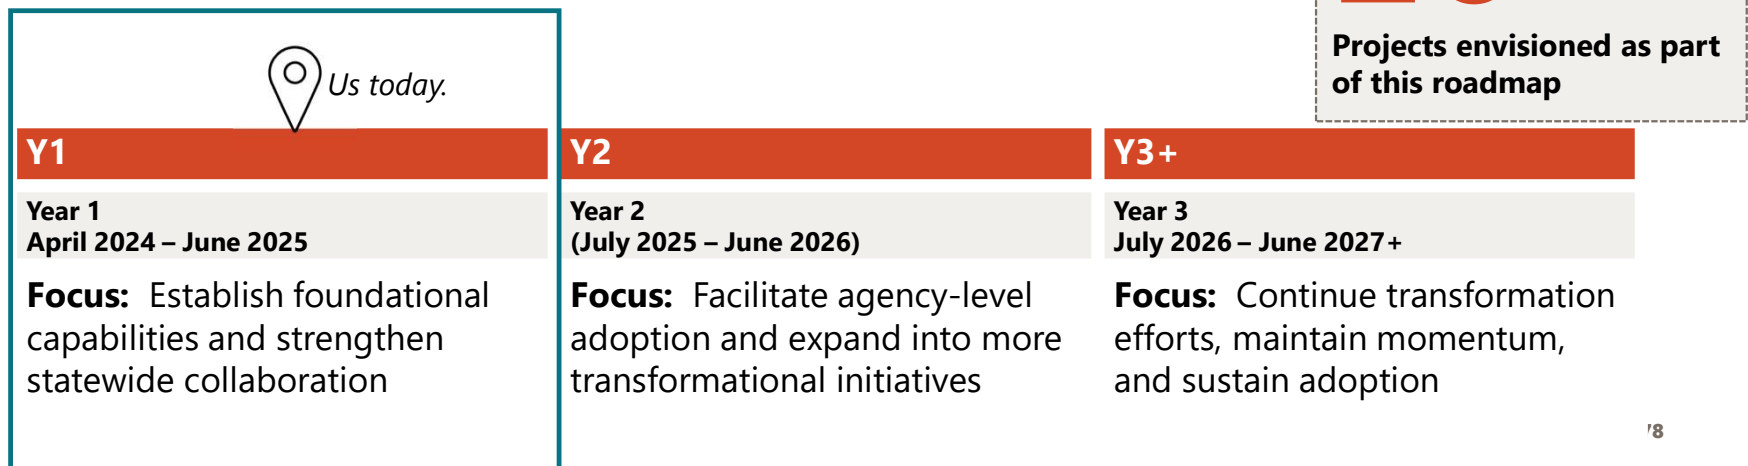 Projects envisioned as part
of this roadmap
Us today.
Y1
Y2
Y3+
Year 1
April 2024 – June 2025
Year 2
(July 2025 – June 2026)
Year 3
July 2026 – June 2027+
Focus: Establish foundational
capabilities and strengthen
statewide collaboration
Focus: Facilitate agency-level
adoption and expand into more
transformational initiatives
Focus: Continue transformation
efforts, maintain momentum,
and sustain adoption